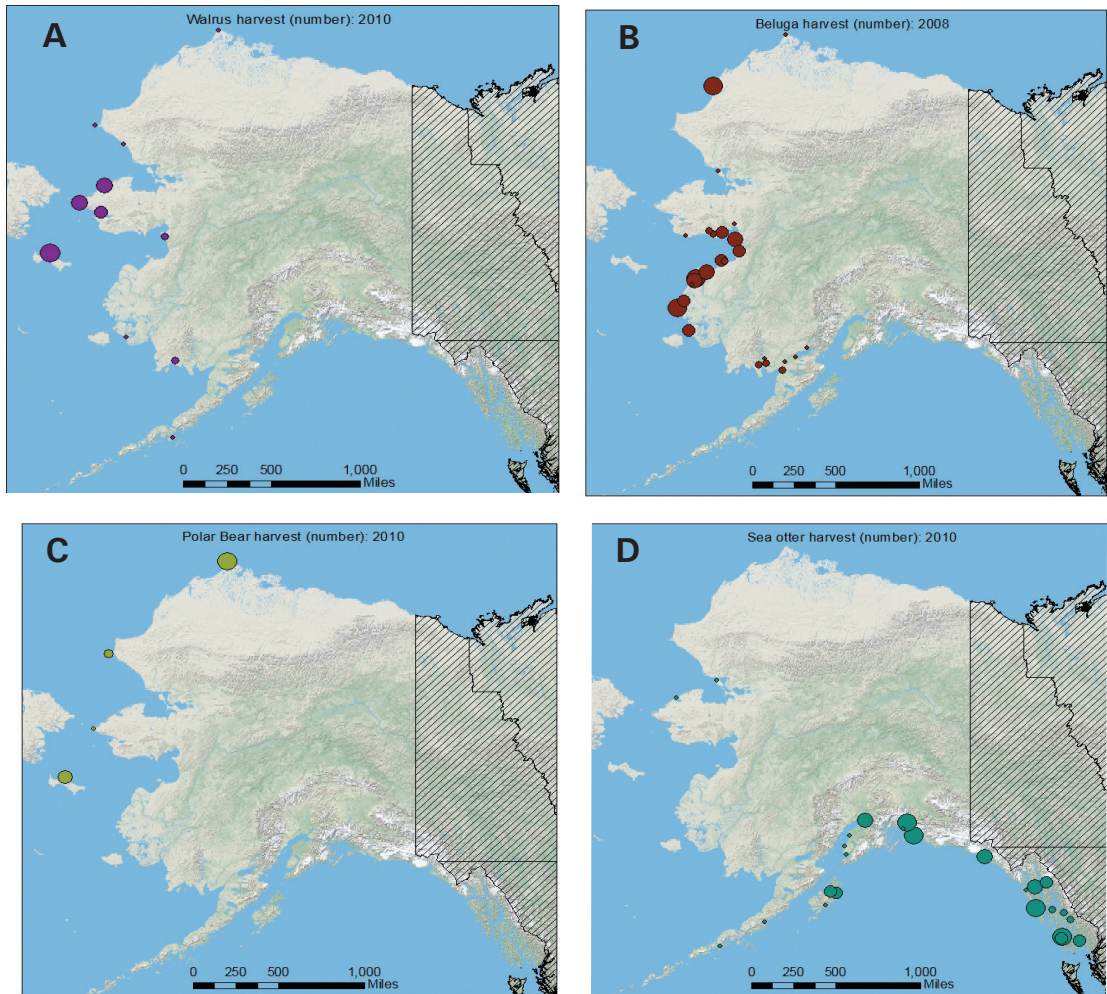 A
Walrus harvest (number): 2010
0 250 500 1,000
Miles
B
Beluga harvest (number): 2008
0 250 500 1,000
Miles
C
Polar Bear harvest (number): 2010
0 250 500 1,000
Miles
D
Sea otter harvest (number): 2010
0 250 500 1,000
Miles